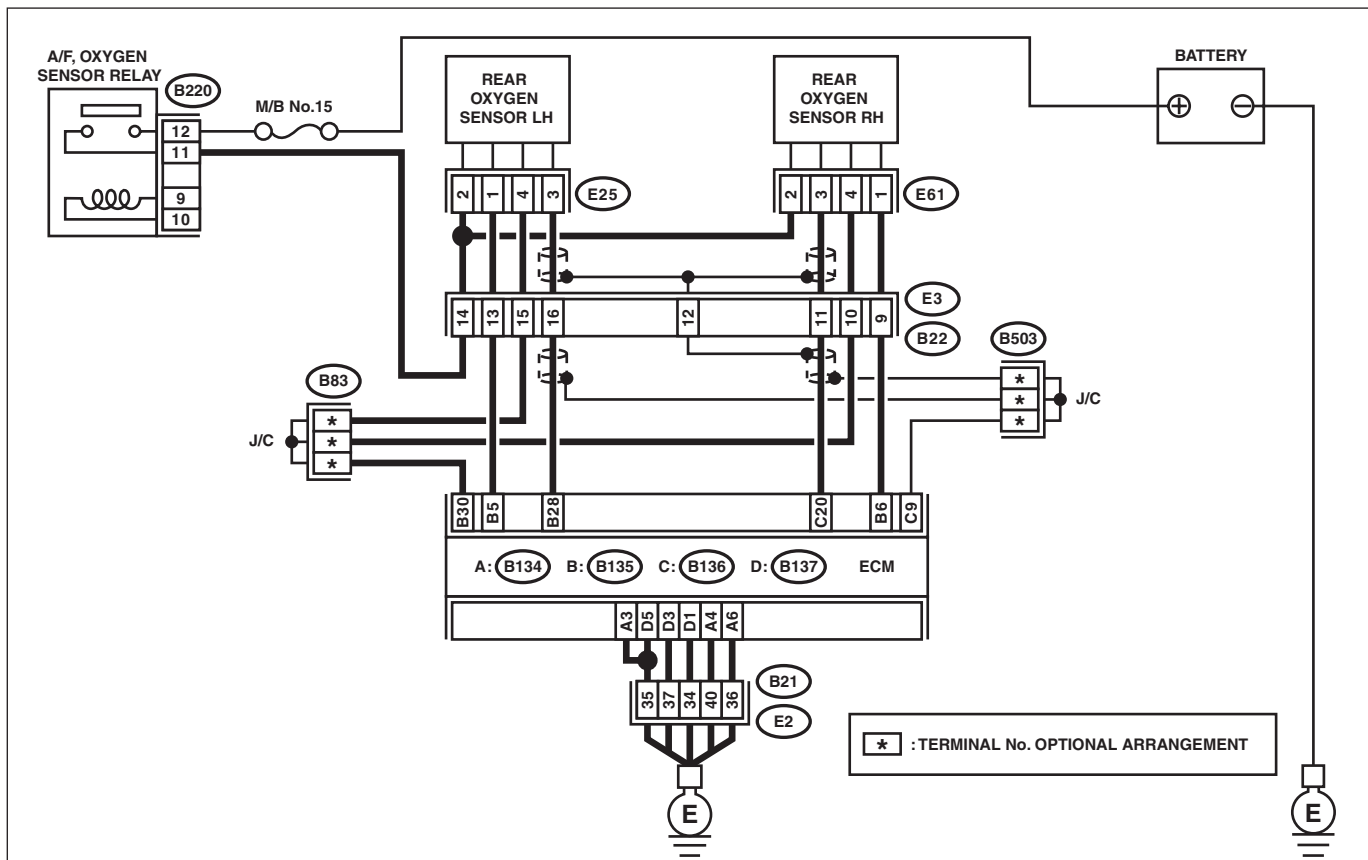 A/F, OXYGEN
SENSOR RELAY
B220
12
11
9
10
M/B No.15
REAR
OXYGEN
SENSOR LH
REAR
OXYGEN
SENSOR RH
BATTERY
2 1 4 3
E25
2 3 4 1
E61
14 13 15 16 12 11 10 9
E3
B22
B503
*
*
*
J/C
B83
J/C
*
*
*
B30 B5 B28 C20 B6 C9
A: B134 B: B135 C: B136 D: B137 ECM
A3 D5 D3 D1 A4 A6
35 37 34 40 36
B21
E2
* : TERMINAL No. OPTIONAL ARRANGEMENT
E
E